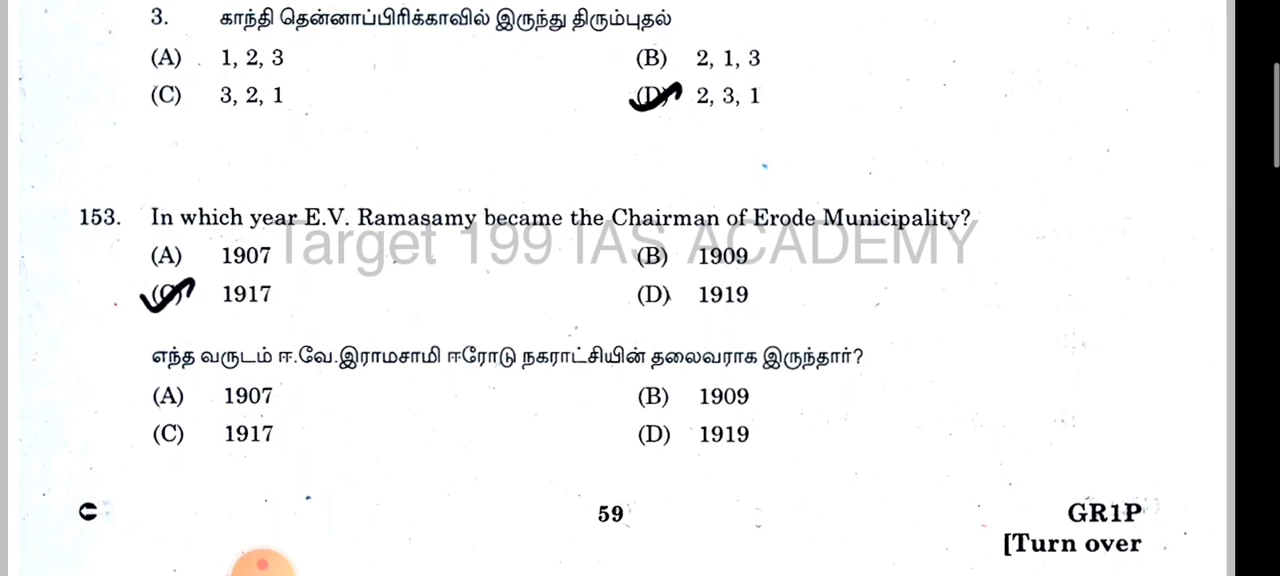 3. காந்தி தென்னாப்பிரிக்காவில் இருந்து திரும்புதல்
(A) 1, 2, 3 (B) 2, 1, 3
(C) 3, 2, 1 (D) 2, 3, 1
153. In which year E.V. Ramasamy became the Chairman of Erode Municipality?
Target 199 IAS ACADEMY
(A) 1907 (B) 1909
(C) 1917 (D) 1919
எந்த வருடம் ஈ.வே.இராமசாமி ஈரோடு நகராட்சியின் தலைவராக இருந்தார்?
(A) 1907 (B) 1909
(C) 1917 (D) 1919
59 GR1P
[Turn over